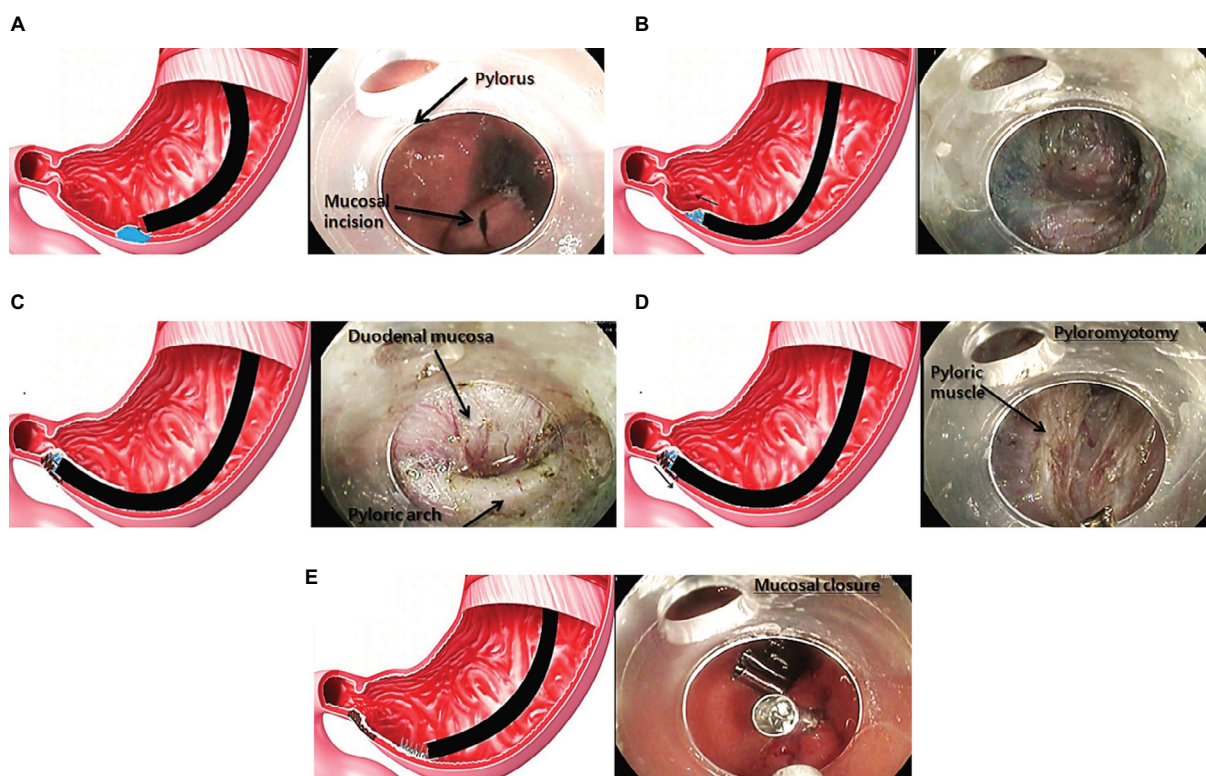 A
B
Pylorus
Mucosal
incision
C
D
Duodenal mucosa
Pyloric arch
Pyloromyotomy
Pyloric
muscle
E
Mucosal closure